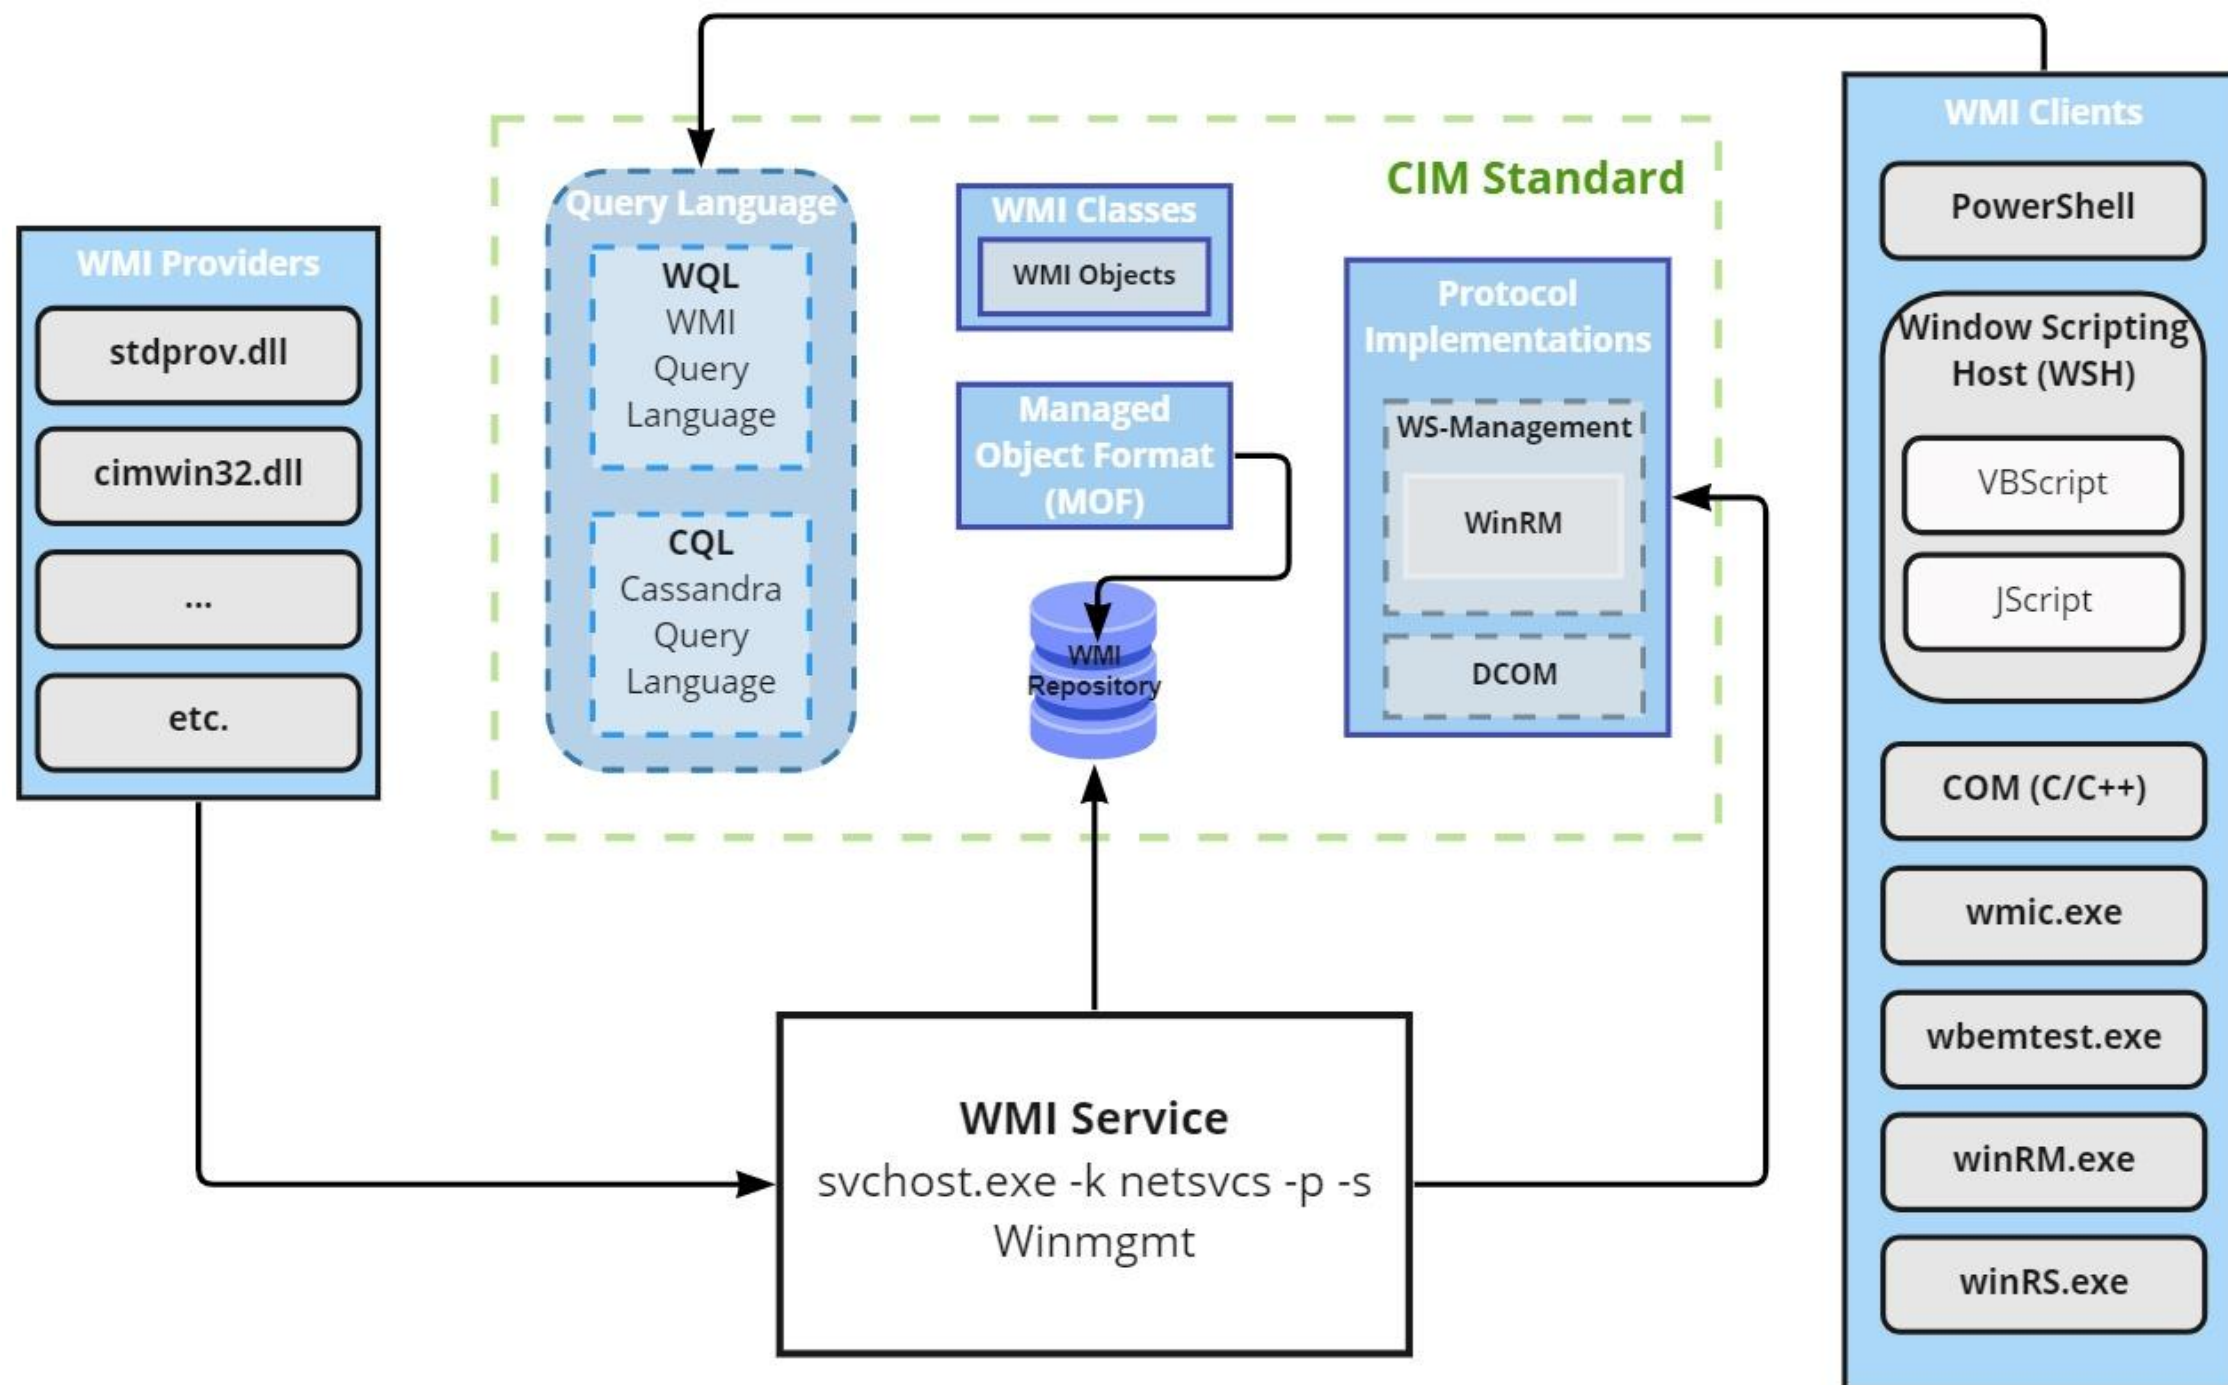 WMI Providers
stdprov.dll
cimwin32.dll
...
etc.
CIM Standard
Query Language
WQL
WMI
Query
Language
CQL
Cassandra
Query
Language
WMI Classes
WMI Objects
Managed
Object Format
(MOF)
WMI
Repository
Protocol
Implementations
WS-Management
WinRM
DCOM
WMI Service
svchost.exe -k netsvcs -p -s
Winmgmt
WMI Clients
PowerShell
Window Scripting
Host (WSH)
VBScript
JScript
COM (C/C++)
wmic.exe
wbemtest.exe
winRM.exe
winRS.exe